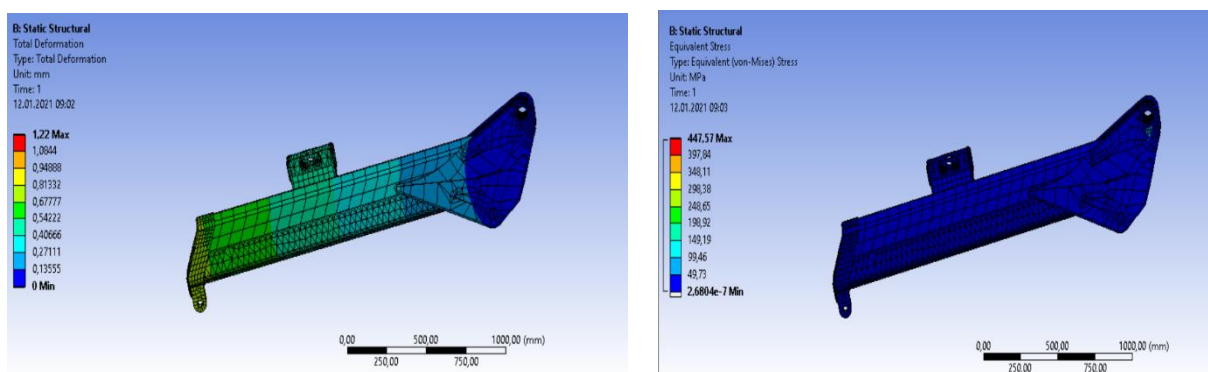 B: Static Structural
Total Deformation
Type: Total Deformation
Unit: mm
Time: 1
12.01.2021 09:02
1,22 Max
1,0844
0,94888
0,81332
0,67777
0,54222
0,40666
0,27111
0,13555
0 Min
0,00
500,00
1000,00 (mm)
250,00
750,00
B: Static Structural
Equivalent Stress
Type: Equivalent (von-Mises) Stress
Unit: MPa
Time: 1
12.01.2021 09:03
447,57 Max
397,84
348,11
298,38
248,65
198,92
149,19
99,46
49,73
2,6804e-7 Min
0,00
500,00
1000,00 (mm)
250,00
750,00